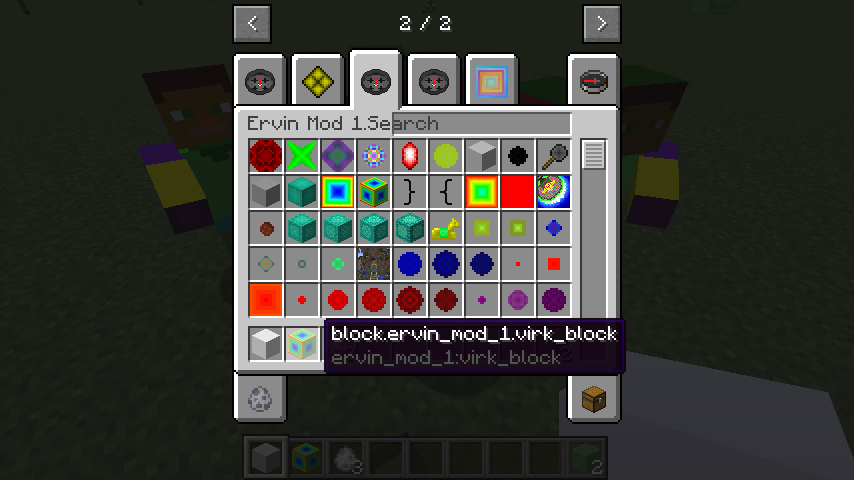 < 2 / 2 >
Ervin Mod 1.Search
} {
block.ervin_mod_1.virk_block
ervin_mod_1:virk_block
3 2